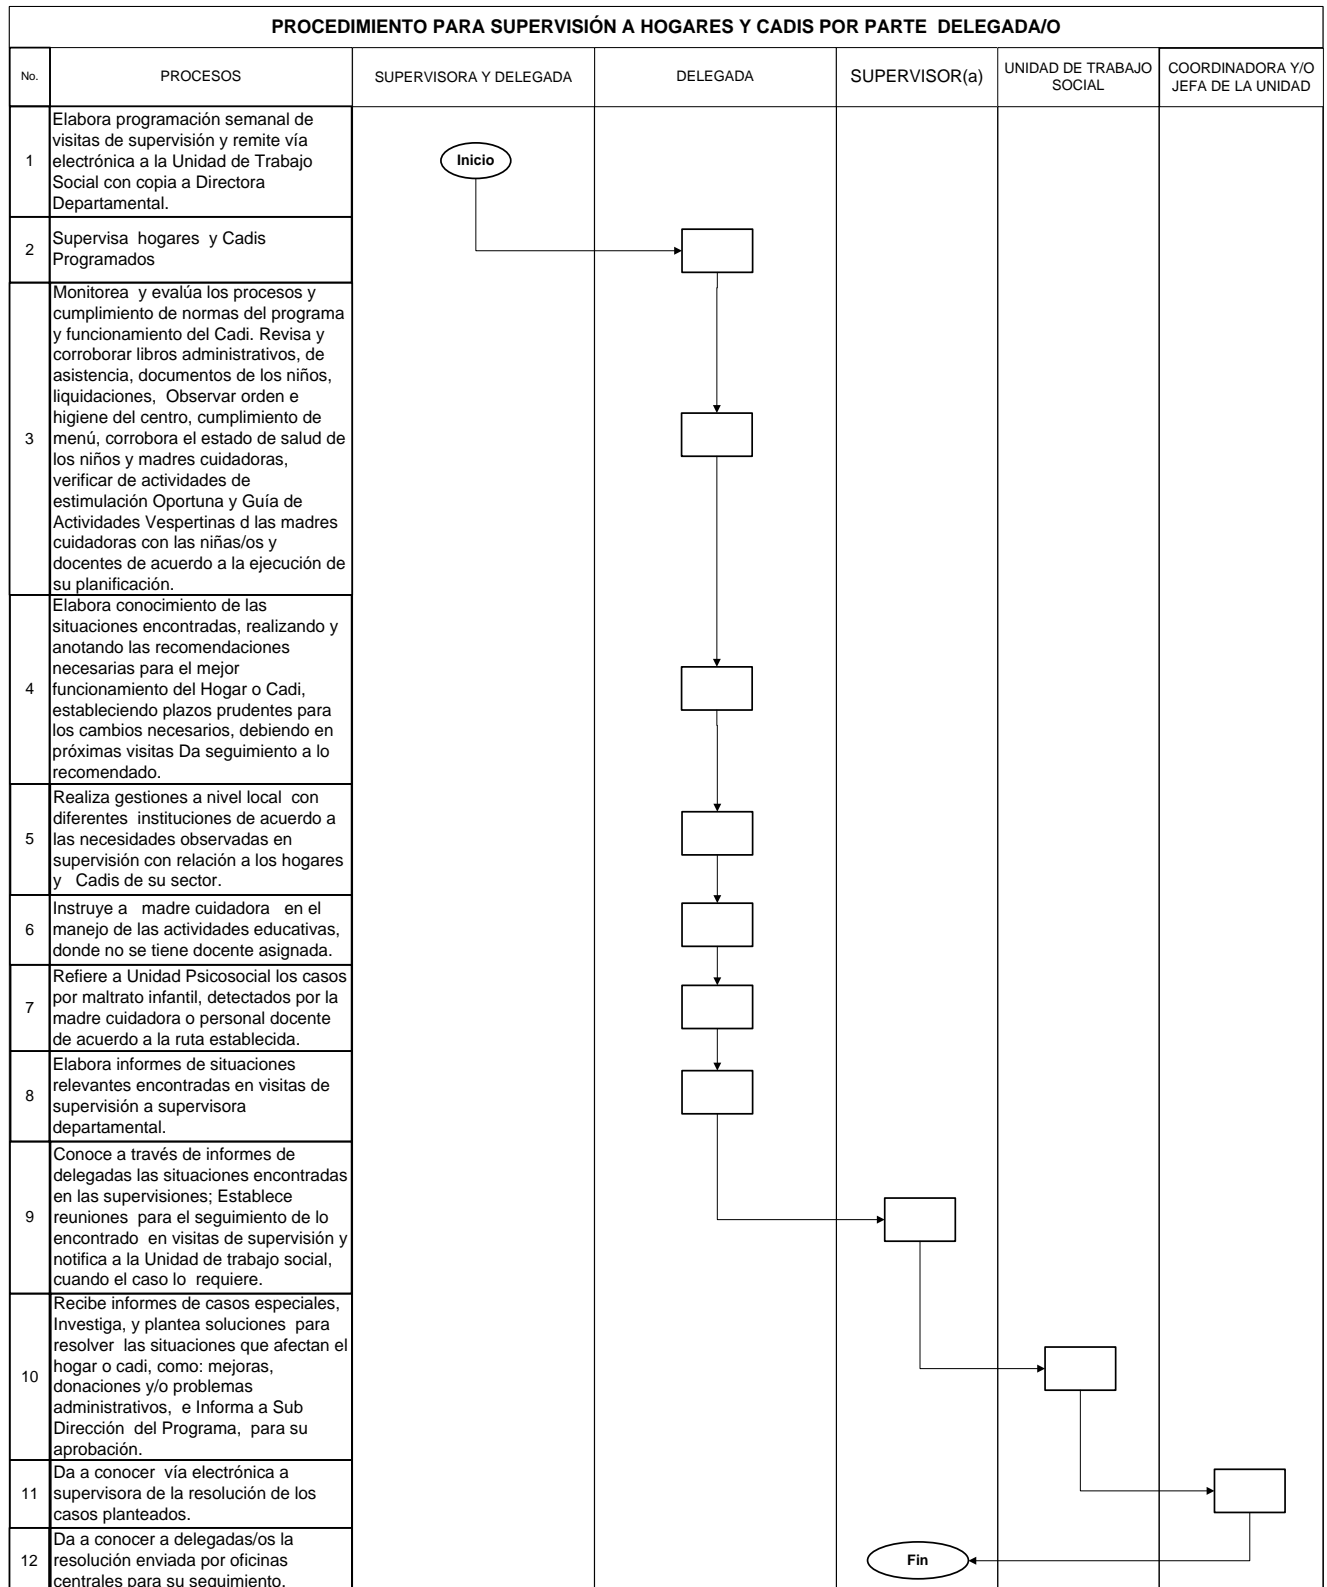 PROCEDIMIENTO PARA SUPERVISIÓN A HOGARES Y CADIS POR PARTE DELEGADA/O
No.
PROCESOS
SUPERVISORA Y DELEGADA
DELEGADA
SUPERVISOR(a)
UNIDAD DE TRABAJO
SOCIAL
COORDINADORA Y/O
JEFA DE LA UNIDAD
1
Elabora programación semanal de
visitas de supervisión y remite vía
electrónica a la Unidad de Trabajo
Social con copia a Directora
Departamental.
Inicio
2
Supervisa hogares y Cadis
Programados
3
Monitorea y evalúa los procesos y
cumplimiento de normas del programa
y funcionamiento del Cadi. Revisa y
corroborar libros administrativos, de
asistencia, documentos de los niños,
liquidaciones, Observar orden e
higiene del centro, cumplimiento de
menú, corrobora el estado de salud de
los niños y madres cuidadoras,
verificar de actividades de
estimulación Oportuna y Guía de
Actividades Vespertinas d las madres
cuidadoras con las niñas/os y
docentes de acuerdo a la ejecución de
su planificación.
4
Elabora conocimiento de las
situaciones encontradas, realizando y
anotando las recomendaciones
necesarias para el mejor
funcionamiento del Hogar o Cadi,
estableciendo plazos prudentes para
los cambios necesarios, debiendo en
próximas visitas Da seguimiento a lo
recomendado.
5
Realiza gestiones a nivel local con
diferentes instituciones de acuerdo a
las necesidades observadas en
supervisión con relación a los hogares
y Cadis de su sector.
6
Instruye a madre cuidadora en el
manejo de las actividades educativas,
donde no se tiene docente asignada.
7
Refiere a Unidad Psicosocial los casos
por maltrato infantil, detectados por la
madre cuidadora o personal docente
de acuerdo a la ruta establecida.
8
Elabora informes de situaciones
relevantes encontradas en visitas de
supervisión a supervisora
departamental.
9
Conoce a través de informes de
delegadas las situaciones encontradas
en las supervisiones; Establece
reuniones para el seguimiento de lo
encontrado en visitas de supervisión y
notifica a la Unidad de trabajo social,
cuando el caso lo requiere.
10
Recibe informes de casos especiales,
Investiga, y plantea soluciones para
resolver las situaciones que afectan el
hogar o cadi, como: mejoras,
donaciones y/o problemas
administrativos, e Informa a Sub
Dirección del Programa, para su
aprobación.
11
Da a conocer vía electrónica a
supervisora de la resolución de los
casos planteados.
12
Da a conocer a delegadas/os la
resolución enviada por oficinas
centrales para su seguimiento.
Fin